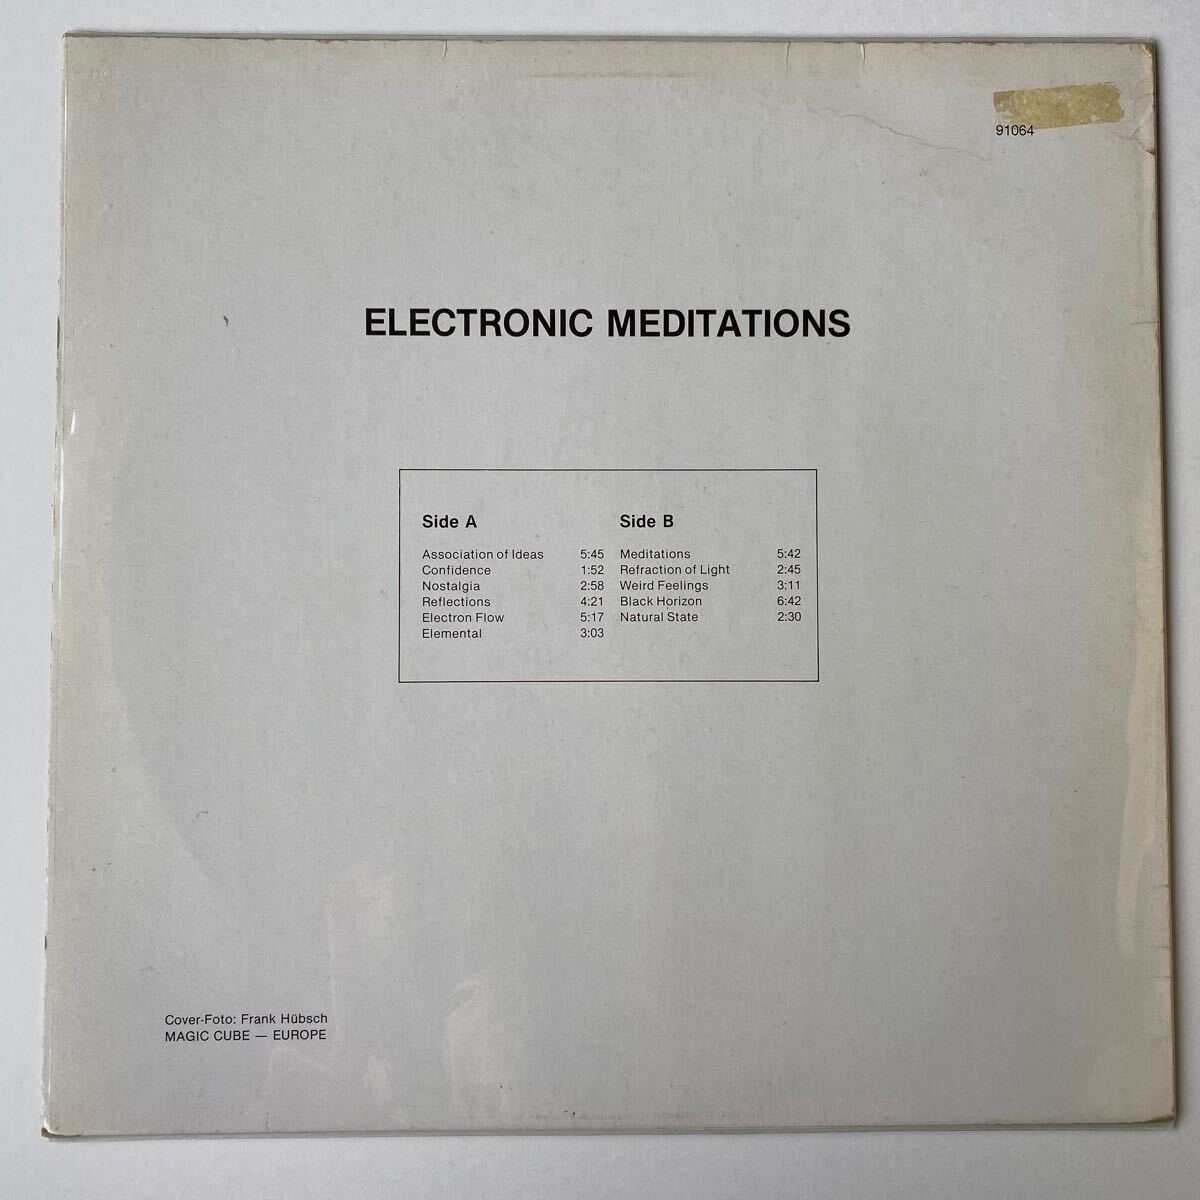 91064
ELECTRONIC MEDITATIONS
Side A
Association of Ideas 5:45
Confidence 1:52
Nostalgia 2:58
Reflections 4:21
Electron Flow 5:17
Elemental 3:03
Side B
Meditations 5:42
Refraction of Light 2:45
Weird Feelings 3:11
Black Horizon 6:42
Natural State 2:30
Cover-Foto: Frank Hübsch
MAGIC CUBE — EUROPE